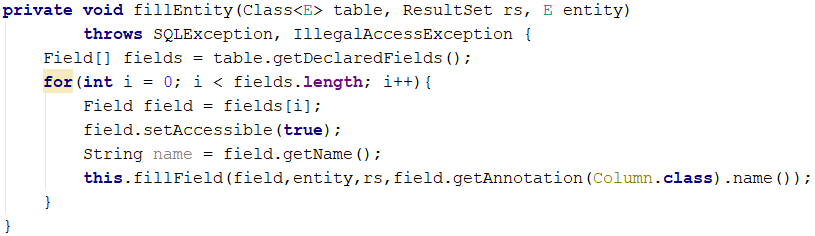 private void fillEntity(Class<E> table, ResultSet rs, E entity)
        throws SQLException, IllegalAccessException {
    Field[] fields = table.getDeclaredFields();
    for(int i = 0; i < fields.length; i++){
        Field field = fields[i];
        field.setAccessible(true);
        String name = field.getName();
        this.fillField(field,entity,rs,field.getAnnotation(Column.class).name());
    }
}